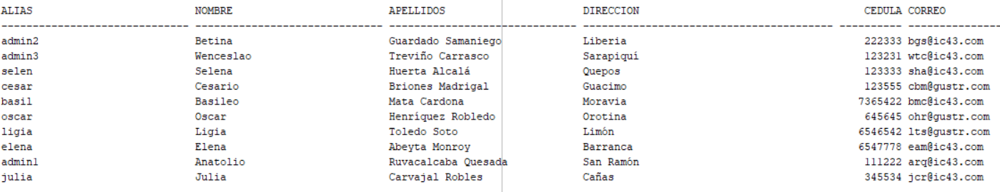 ALIAS NOMBRE APELLIDOS DIRECCION CEDULA CORREO
------------------------------ ------------------------------ ------------------------------ ---------------------------------------- ---------- ---------------
admin2 Betina Guardado Samaniego Liberia 222333 bgs@ic43.com
admin3 Wenceslao Treviño Carrasco Sarapiquí 123231 wtc@ic43.com
selen Selena Huerta Alcalá Quepos 123333 sha@ic43.com
cesar Cesario Briones Madrigal Guacimo 123555 cbm@gustr.com
basil Basileo Mata Cardona Moravia 7365422 bmc@ic43.com
oscar Oscar Henríquez Robledo Orotina 645645 ohr@gustr.com
ligia Ligia Toledo Soto Limón 6546542 lts@gustr.com
elena Elena Abeyta Monroy Barranca 6547778 eam@ic43.com
admin1 Anatolio Ruvacalcaba Quesada San Ramón 111222 arq@ic43.com
julia Julia Carvajal Robles Cañas 345534 jcr@ic43.com